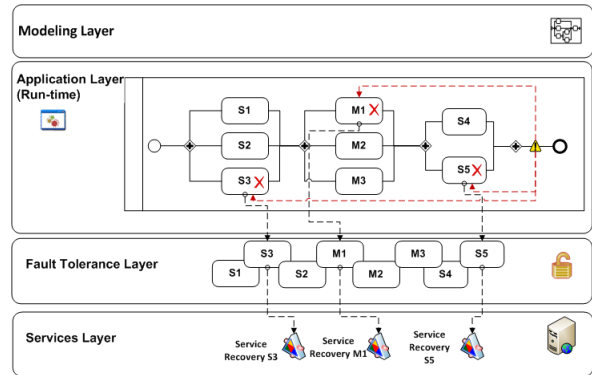 Modeling Layer
Application Layer
(Run-time)
S1
M1
S4
S2
M2
S3
M3
S5
Fault Tolerance Layer
S3
M1
M3
S5
S1
S2
M2
S4
Services Layer
Service
Recovery S3
Service
Recovery M1
Service
Recovery
S5